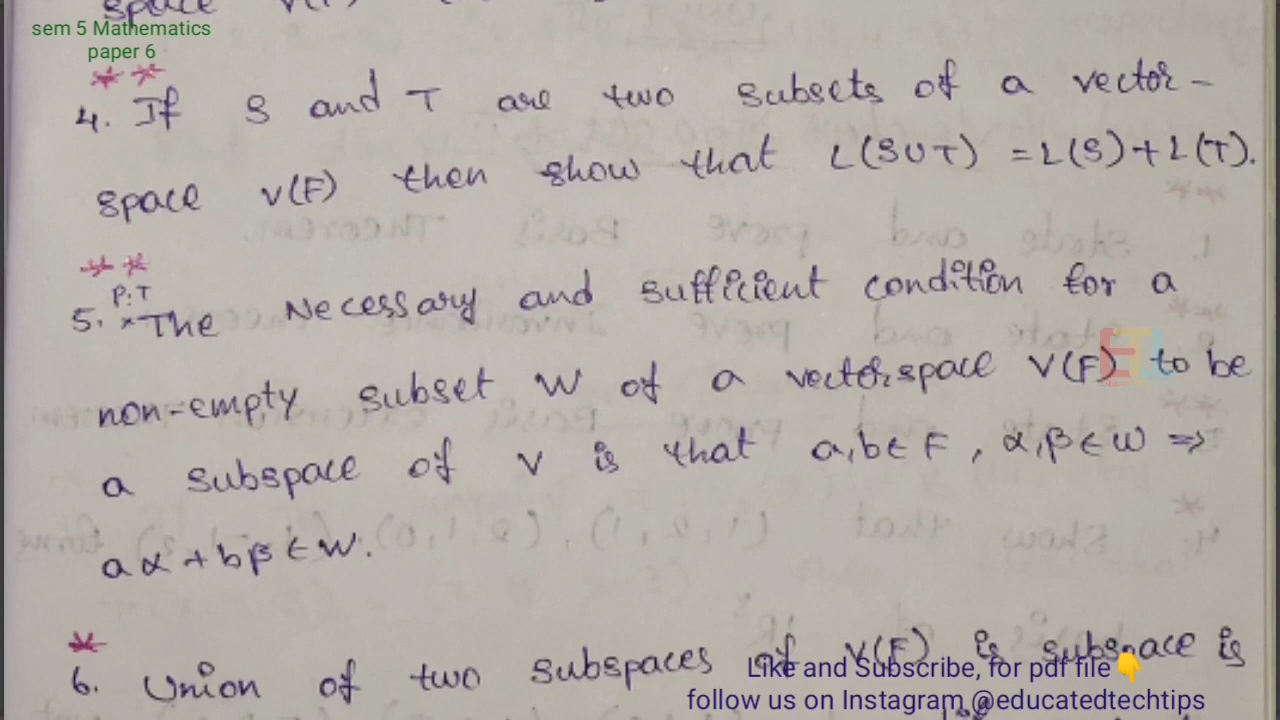 space V(F)
sem 5 Mathematics
paper 6
4. If S and T are two subsets of a vector-
space V(F) then show that L(SUT) = L(S) + L(T).
P.T
5. *The Necessary and sufficient condition for a
non-empty subset W of a vectorspace V(F) to be
a subspace of V is that a,b ∈ F, α,β ∈ W ⇒
aα + bβ ∈ W.
6. Union of two subspaces of V(F) is subspace is
Like and Subscribe, for pdf file👇
follow us on Instagram @educatedtechtips